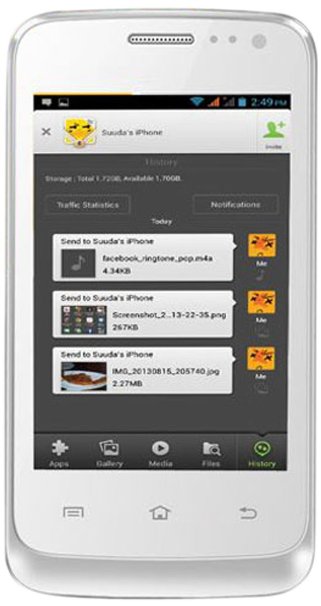 2:49 PM
Suuda's iPhone
Invite
History
Storage : Total 1.72GB, Available 1.70GB.
Traffic Statistics
Notifications
Today
Send to Suuda's iPhone
facebook_ringtone_pop.m4a
4.34KB
Me
Send to Suuda's iPhone
Screenshot_2...13-22-35.png
267KB
Me
Send to Suuda's iPhone
IMG_20130815_205740.jpg
2.27MB
Me
Apps
Gallery
Media
Files
History